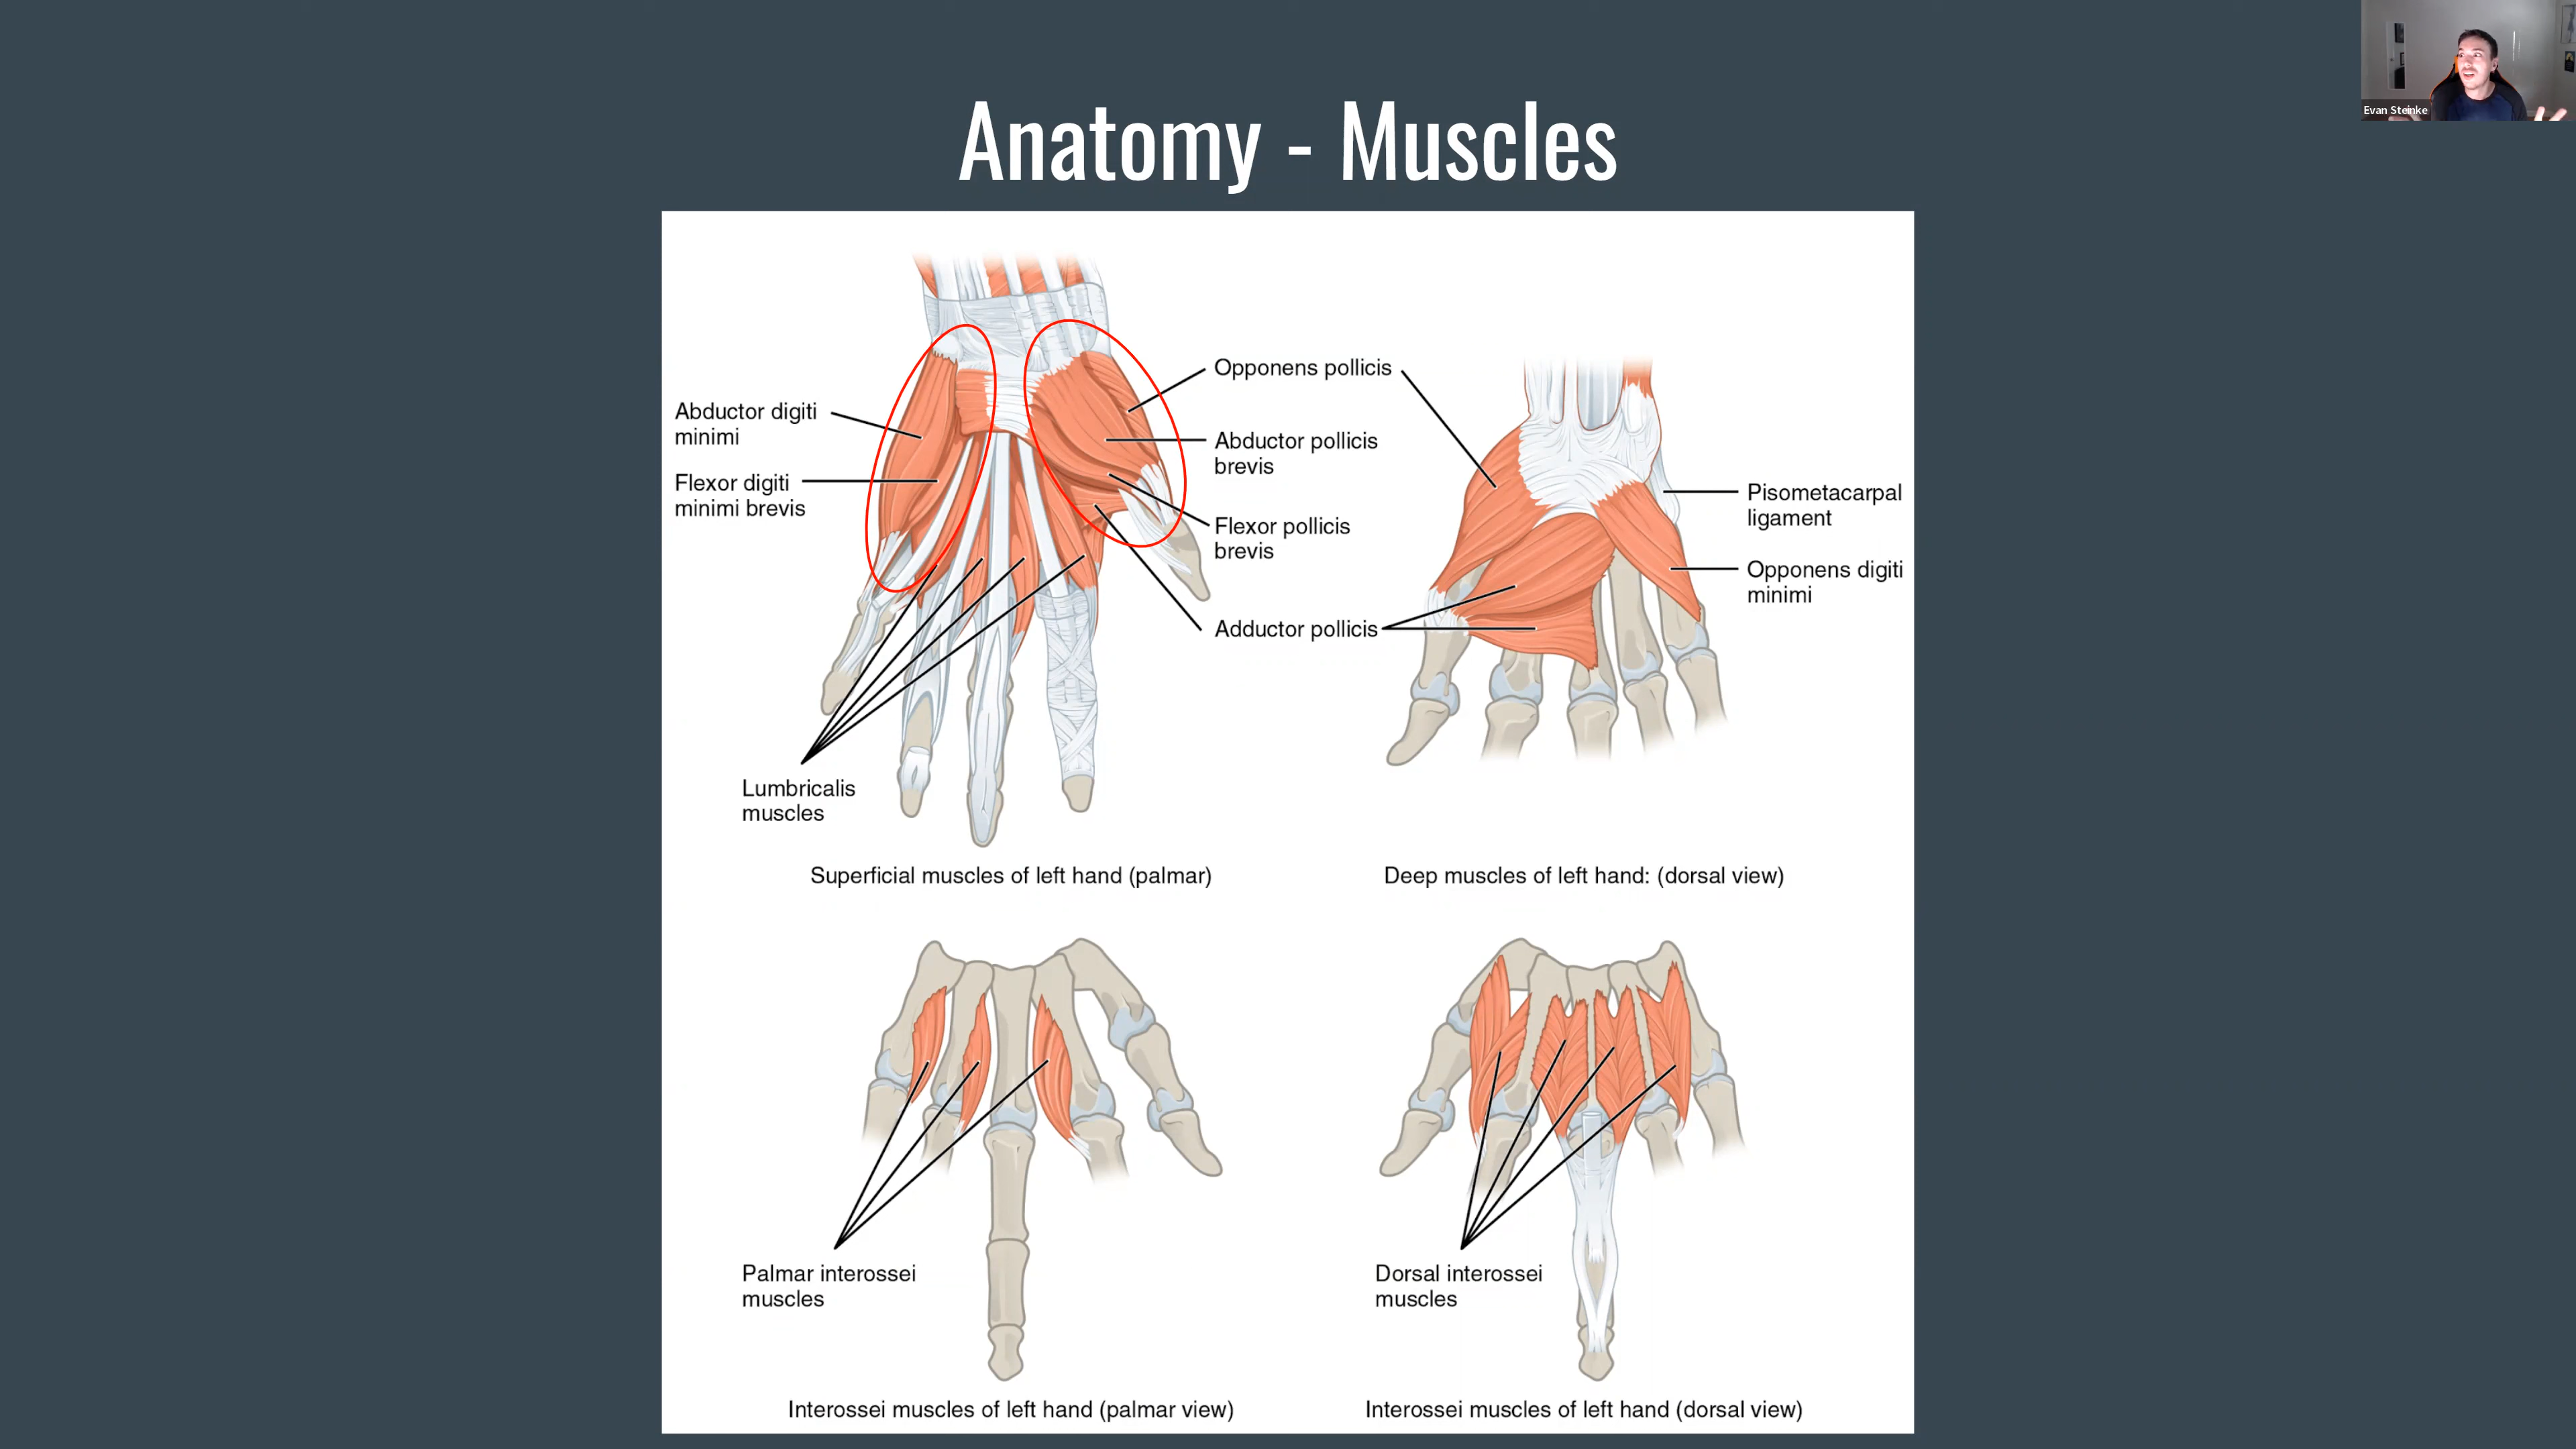 Evan Steinke
Anatomy - Muscles
Abductor digiti
minimi
Flexor digiti
minimi brevis
Opponens pollicis
Abductor pollicis
brevis
Flexor pollicis
brevis
Adductor pollicis
Pisometacarpal
ligament
Opponens digiti
minimi
Lumbricalis
muscles
Superficial muscles of left hand (palmar)
Deep muscles of left hand: (dorsal view)
Palmar interossei
muscles
Dorsal interossei
muscles
Interossei muscles of left hand (palmar view)
Interossei muscles of left hand (dorsal view)